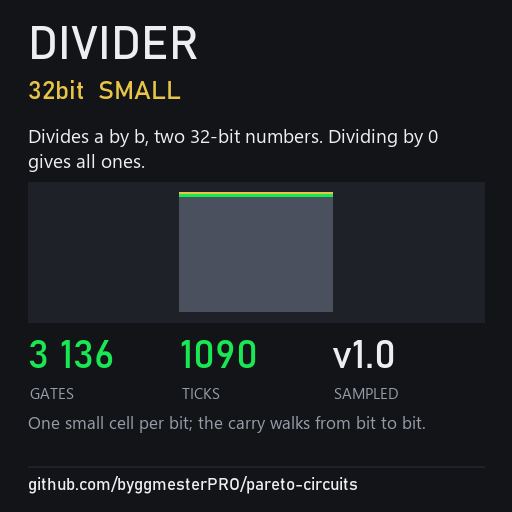 DIVIDER
32bit SMALL
Divides a by b, two 32-bit numbers. Dividing by 0
gives all ones.
3 136 1090 v1.0
GATES TICKS SAMPLED
One small cell per bit; the carry walks from bit to bit.
github.com/byggmesterPRO/pareto-circuits